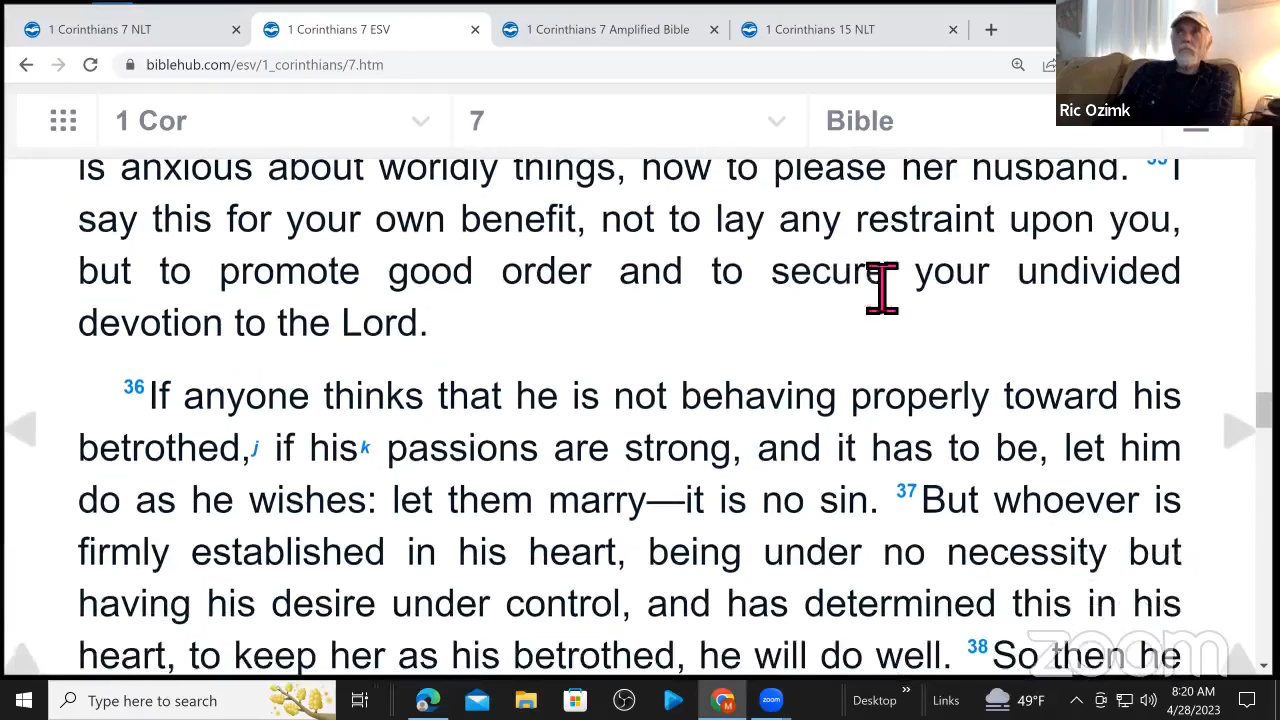 1 Corinthians 7 NLT
1 Corinthians 7 ESV
1 Corinthians 7 Amplified Bible
1 Corinthians 15 NLT
biblehub.com/esv/1_corinthians/7.htm
Ric Ozimk
1 Cor
7
Bible
is anxious about worldly things, how to please her husband. 35 I
say this for your own benefit, not to lay any restraint upon you,
but to promote good order and to secure your undivided
devotion to the Lord.
36 If anyone thinks that he is not behaving properly toward his
betrothed, j if his k passions are strong, and it has to be, let him
do as he wishes: let them marry—it is no sin. 37 But whoever is
firmly established in his heart, being under no necessity but
having his desire under control, and has determined this in his
heart, to keep her as his betrothed, he will do well. 38 So then he
zoom
Type here to search
Desktop
Links
49°F
8:20 AM
4/28/2023